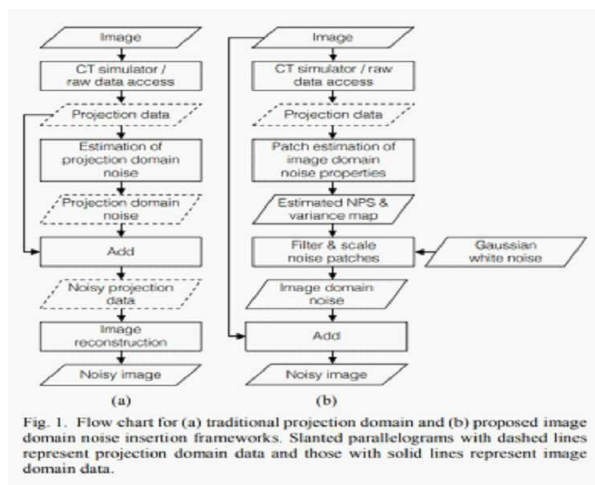 Image
CT simulator /
raw data access
Projection data
Estimation of
projection domain
noise
Projection domain
noise
Add
Noisy projection
data
Image
reconstruction
Noisy image
(a)
Image
CT simulator / raw
data access
Projection data
Patch estimation of
image domain
noise properties
Estimated NPS &
variance map
Filter & scale
noise patches
Gaussian
white noise
Image domain
noise
Add
Noisy image
(b)
Fig. 1. Flow chart for (a) traditional projection domain and (b) proposed image
domain noise insertion frameworks. Slanted parallelograms with dashed lines
represent projection domain data and those with solid lines represent image
domain data.